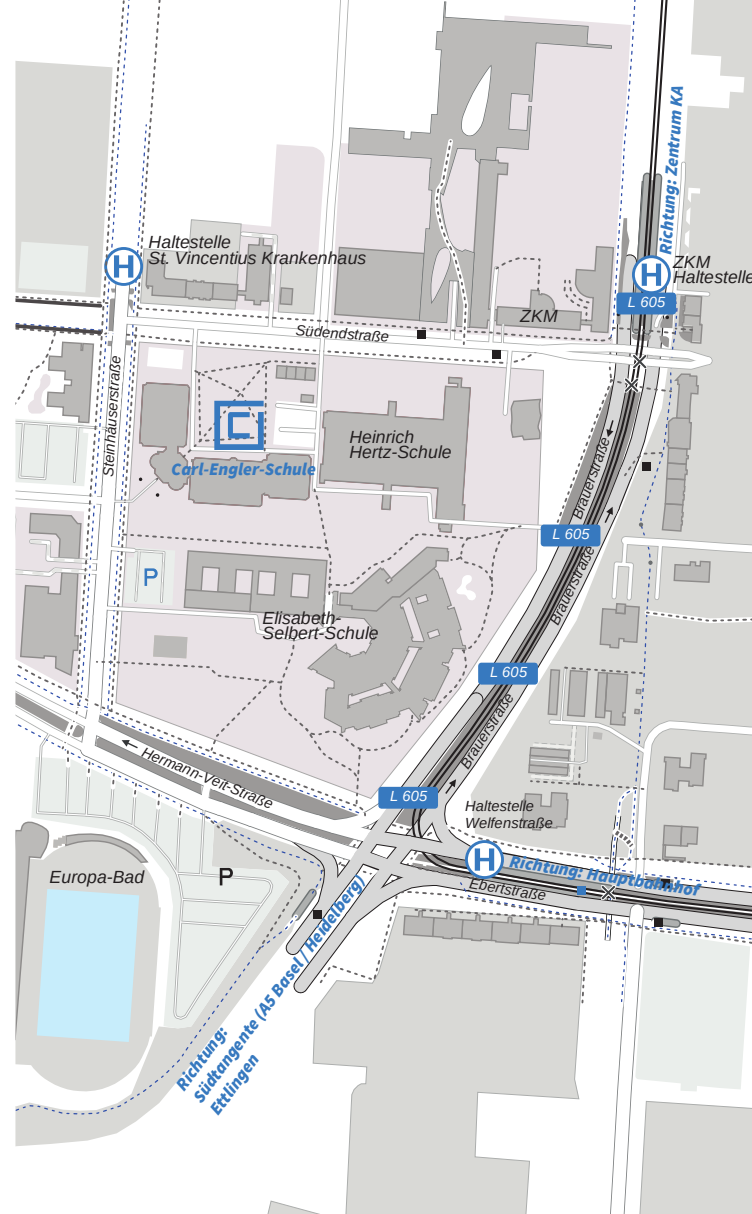 Richtung: Zentrum KA
H
Haltestelle
St. Vincentius Krankenhaus
H
ZKM
Haltestelle
L 605
ZKM
Südendstraße
Steinhäuserstraße
Carl-Engler-Schule
Heinrich
Hertz-Schule
Brauerstraße
L 605
Brauerstraße
P
Elisabeth-
Selbert-Schule
L 605
Brauerstraße
Hermann-Veit-Straße
L 605
Haltestelle
Welfenstraße
H
Richtung: Hauptbahnhof
Ebertstraße
Europa-Bad
P
Richtung:
Südtangente (A5 Basel / Heidelberg)
Ettlingen